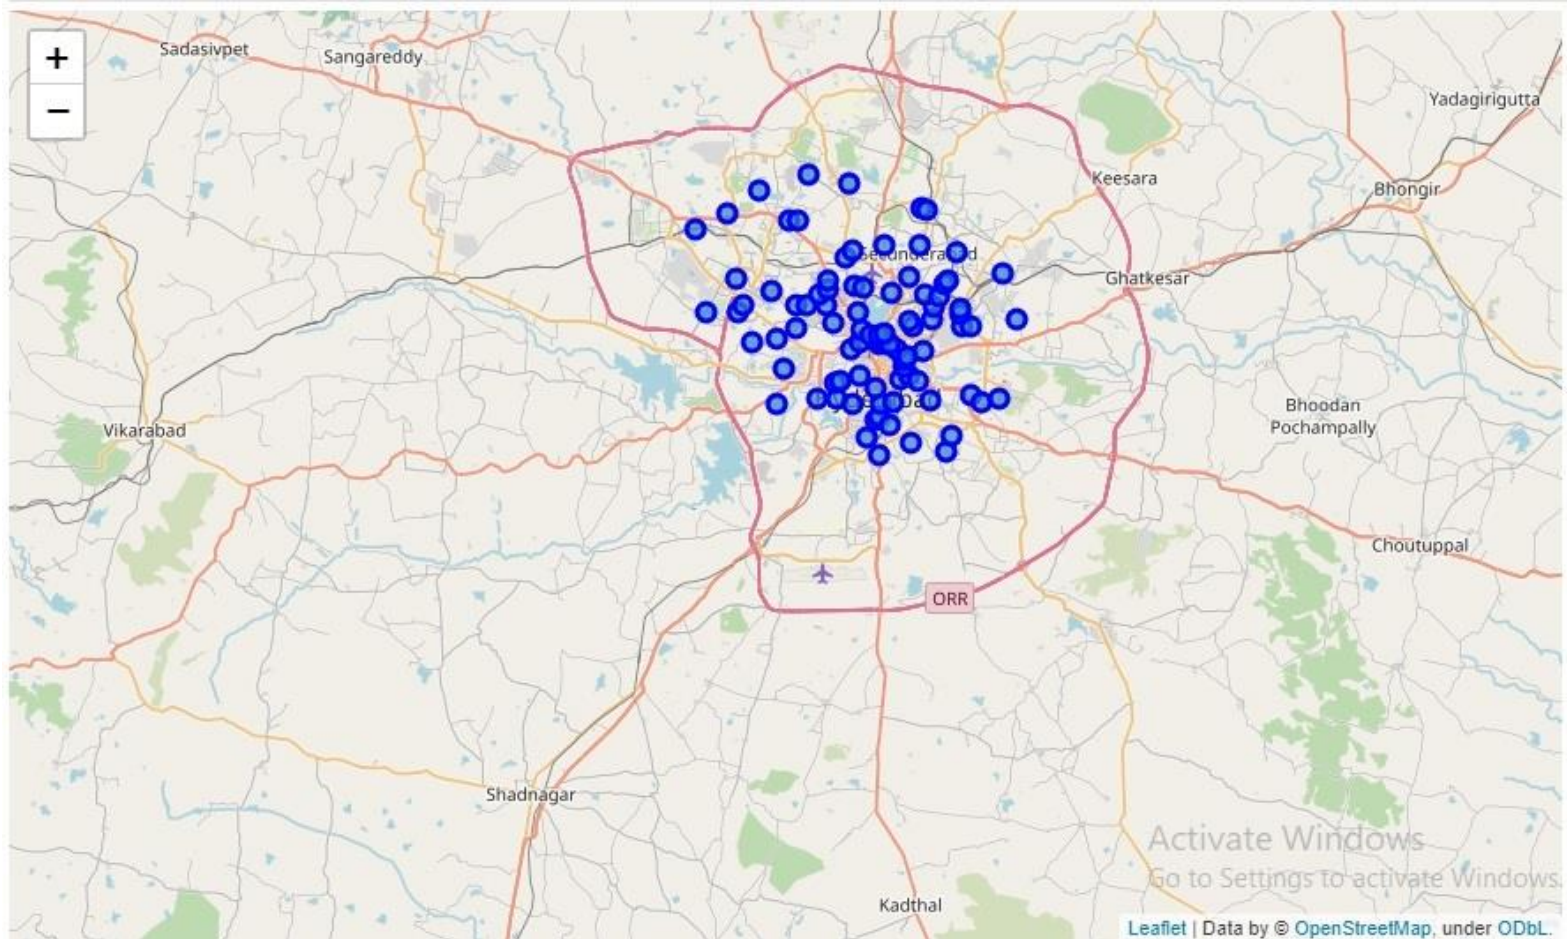 +
Sadasivpet
Sangareddy
Yadagirigutta
−
Keesara
Bhongir
Secunderabad
Ghatkesar
Bhoodan
Pochampally
Vikarabad
Choutuppal
ORR
Shadnagar
Activate Windows
Go to Settings to activate Windows.
Kadthal
Leaflet | Data by © OpenStreetMap, under ODbL.